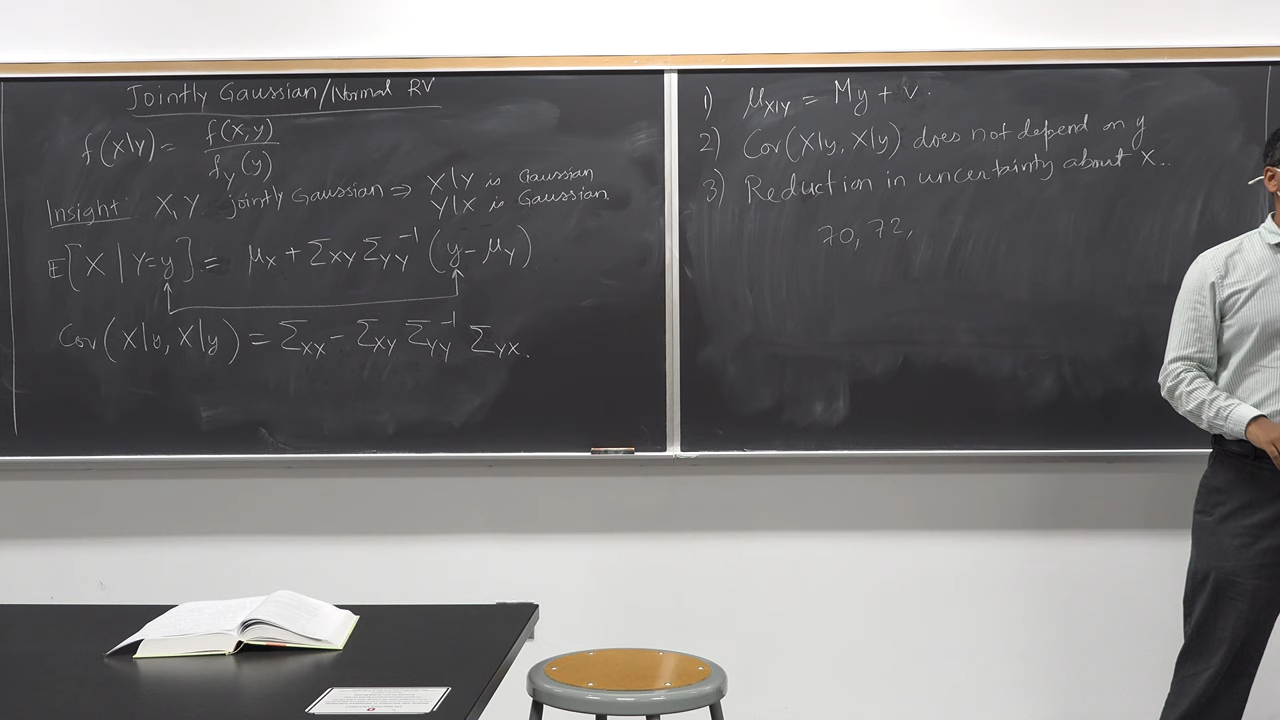 Jointly Gaussian/Normal RV
f(x|y) = f(x,y) / f_Y(y)
Insight: X, Y jointly Gaussian ⇒ X|Y is Gaussian
Y|X is Gaussian.
E[X | Y=y] = μ_X + Σ_XY Σ_YY^-1 (y - μ_Y)
Cov(X|y, X|y) = Σ_XX - Σ_XY Σ_YY^-1 Σ_YX.
1) μ_X|Y = My + v.
2) Cov(X|y, X|y) does not depend on y
3) Reduction in uncertainty about X..
70, 72,